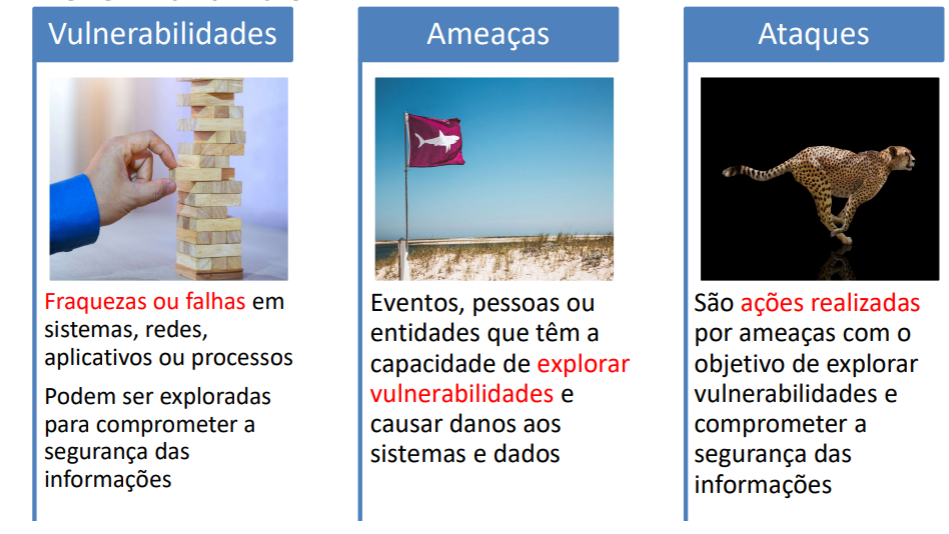 Vulnerabilidades
Fraquezas ou falhas em
sistemas, redes,
aplicativos ou processos
Podem ser exploradas
para comprometer a
segurança das
informações
Ameaças
Eventos, pessoas ou
entidades que têm a
capacidade de explorar
vulnerabilidades e
causar danos aos
sistemas e dados
Ataques
São ações realizadas
por ameaças com o
objetivo de explorar
vulnerabilidades e
comprometer a
segurança das
informações